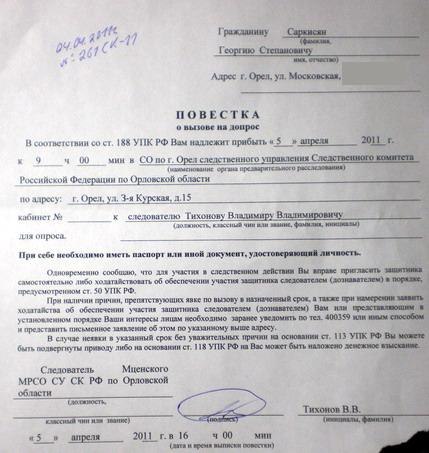 04.04.2011г
№ 261СК-11
Гражданину Саркисян
(фамилия,
Георгию Степановичу
имя, отчество)
Адрес г. Орел, ул. Московская,
ПОВЕСТКА
о вызове на допрос
В соответствии со ст. 188 УПК РФ Вам надлежит прибыть « 5 » апреля 2011 г.
к 9 ч 00 мин в СО по г. Орел следственного управления Следственного комитета
(наименование органа предварительного расследования)
Российской Федерации по Орловской области
по адресу: г. Орел, ул. 3-я Курская, д.15
кабинет № к следователю Тихонову Владимиру Владимировичу
(должность, классный чин или звание, фамилия, инициалы)
для опроса.
При себе необходимо иметь паспорт или иной документ, удостоверяющий личность.
Одновременно сообщаю, что для участия в следственном действии Вы вправе пригласить защитника
самостоятельно либо ходатайствовать об обеспечении участия защитника следователем (дознавателем) в порядке,
предусмотренном ст. 50 УПК РФ.
При наличии причин, препятствующих явке по вызову в назначенный срок, а также при намерении заявить
ходатайства об обеспечении участия защитника следователем (дознавателем) Вам или представляющим в
установленном порядке Ваши интересы лицам необходимо заранее уведомить по тел. 400359 или иным способом
и представить письменное заявление об этом по указанному выше адресу.
В случае неявки в указанный срок без уважительных причин на основании ст. 113 УПК РФ Вы можете
быть подвергнуты приводу либо на основании ст. 118 УПК РФ на Вас может быть наложено денежное взыскание.
Следователь Мценского
МРСО СУ СК РФ по Орловской
области
(должность,
классный чин или звание)
(подпись)
Тихонов В.В.
(инициалы, фамилия)
« 5 » апреля 2011 г. в 16 ч 00 мин
(дата и время выписки повестки)